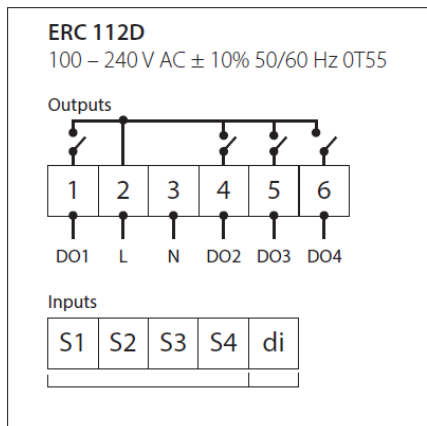 ERC 112D
100 – 240 V AC ± 10% 50/60 Hz 0T55
Outputs
1 2 3 4 5 6
DO1 L N DO2 DO3 DO4
Inputs
S1 S2 S3 S4 di